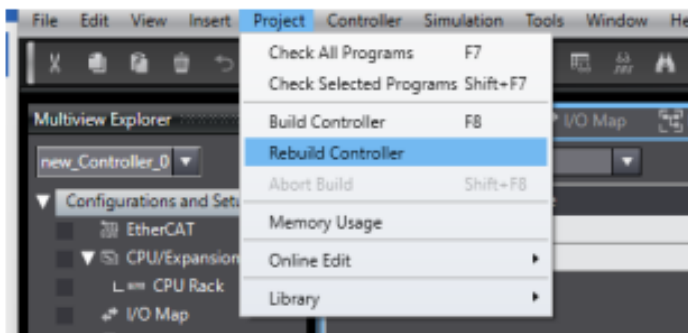 File Edit View Insert Project Controller Simulation Tools Window He
Check All Programs F7
Check Selected Programs Shift+F7
Multiview Explorer
Build Controller F8
I/O Map
new_Controller_0
Rebuild Controller
Abort Build Shift+F8
Configurations and Setu
EtherCAT
Memory Usage
CPU/Expansion
Online Edit
CPU Rack
Library
I/O Map